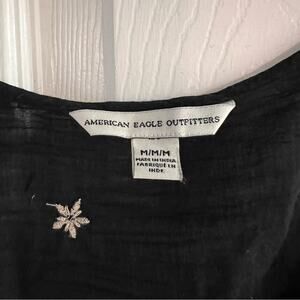 AMERICAN EAGLE OUTFITTERS
M/M/M
MADE IN INDIA
FABRIQUÉ EN
INDE